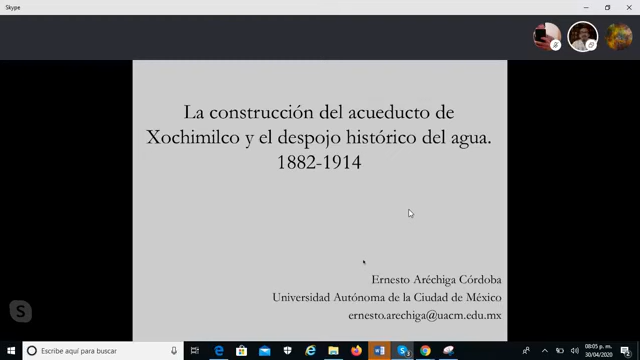 Skype
La construcción del acueducto de
Xochimilco y el despojo histórico del agua.
1882-1914
Ernesto Aréchiga Córdoba
Universidad Autónoma de la Ciudad de México
ernesto.arechiga@uacm.edu.mx
Escribe aquí para buscar
08:05 p. m.
30/04/2020